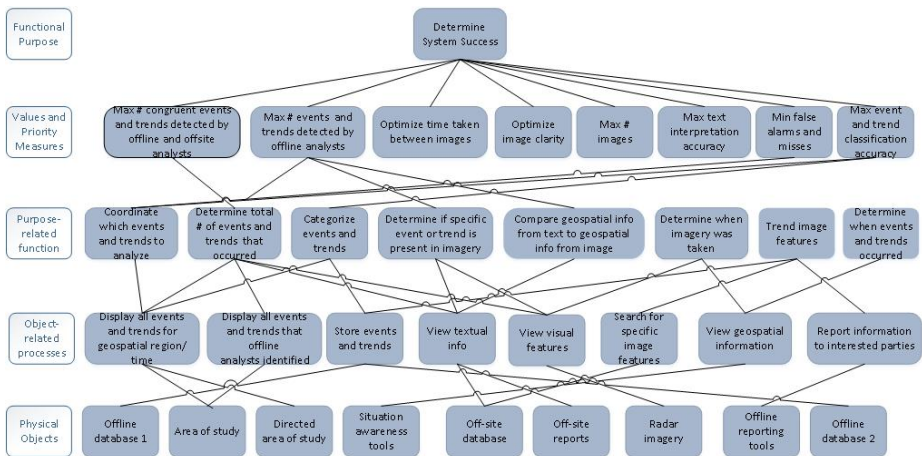 Functional
Purpose
Determine
System Success
Values and
Priority
Measures
Max # congruent events
and trends detected by
offline and offsite
analysts
Max # events and
trends detected by
offline analysts
Optimize time taken
between images
Optimize
image clarity
Max #
images
Max text
interpretation
accuracy
Min false
alarms and
misses
Max event
and trend
classification
accuracy
Purpose-
related
function
Coordinate
which events
and trends to
analyze
Determine total
# of events and
trends that
occurred
Categorize
events and
trends
Determine if specific
event or trend is
present in imagery
Compare geospatial info
from text to geospatial
info from image
Determine when
imagery was
taken
Trend image
features
Determine
when events
and trends
occurred
Object-
related
processes
Display all events
and trends for
geospatial region/
time
Display all events
and trends that
offline
analysts identified
Store events
and trends
View textual
info
View visual
features
Search for
specific
image
features
View geospatial
information
Report information
to interested parties
Physical
Objects
Offline
database 1
Area of study
Directed
area of study
Situation
awareness
tools
Off-site
database
Off-site
reports
Radar
imagery
Offline
reporting
tools
Offline
database 2